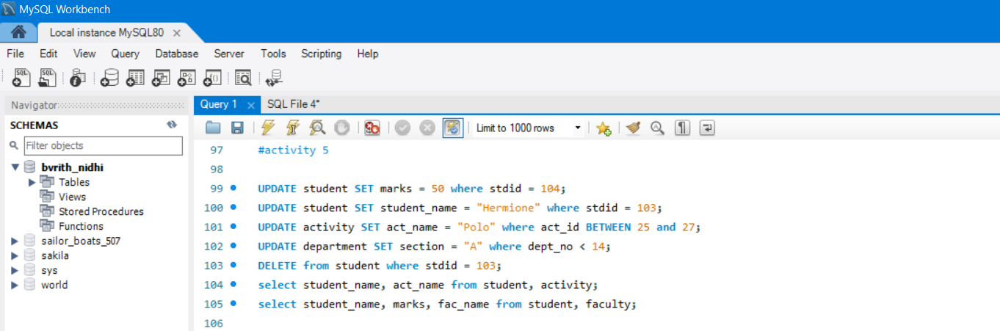 MySQL Workbench
Local instance MySQL80
File Edit View Query Database Server Tools Scripting Help
Navigator
SCHEMAS
Filter objects
bvrith_nidhi
Tables
Views
Stored Procedures
Functions
sailor_boats_507
sakila
sys
world
Query 1 SQL File 4*
Limit to 1000 rows
97 #activity 5
98
99 UPDATE student SET marks = 50 where stdid = 104;
100 UPDATE student SET student_name = "Hermione" where stdid = 103;
101 UPDATE activity SET act_name = "Polo" where act_id BETWEEN 25 and 27;
102 UPDATE department SET section = "A" where dept_no < 14;
103 DELETE from student where stdid = 103;
104 select student_name, act_name from student, activity;
105 select student_name, marks, fac_name from student, faculty;
106